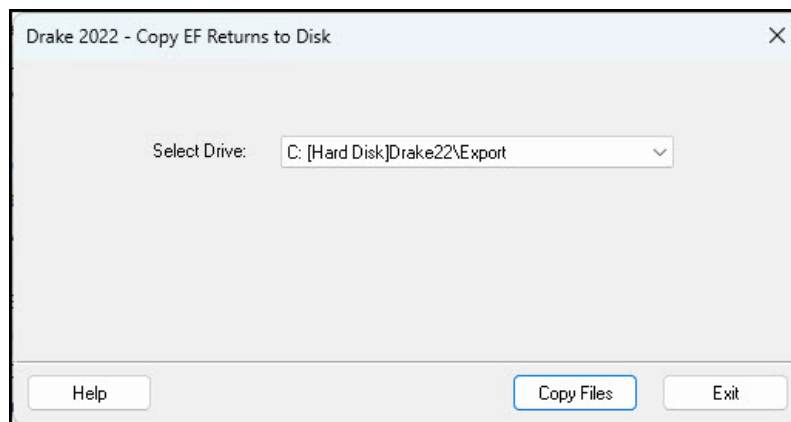 Drake 2022 - Copy EF Returns to Disk
Select Drive: C: [Hard Disk]Drake22\Export
Help Copy Files Exit